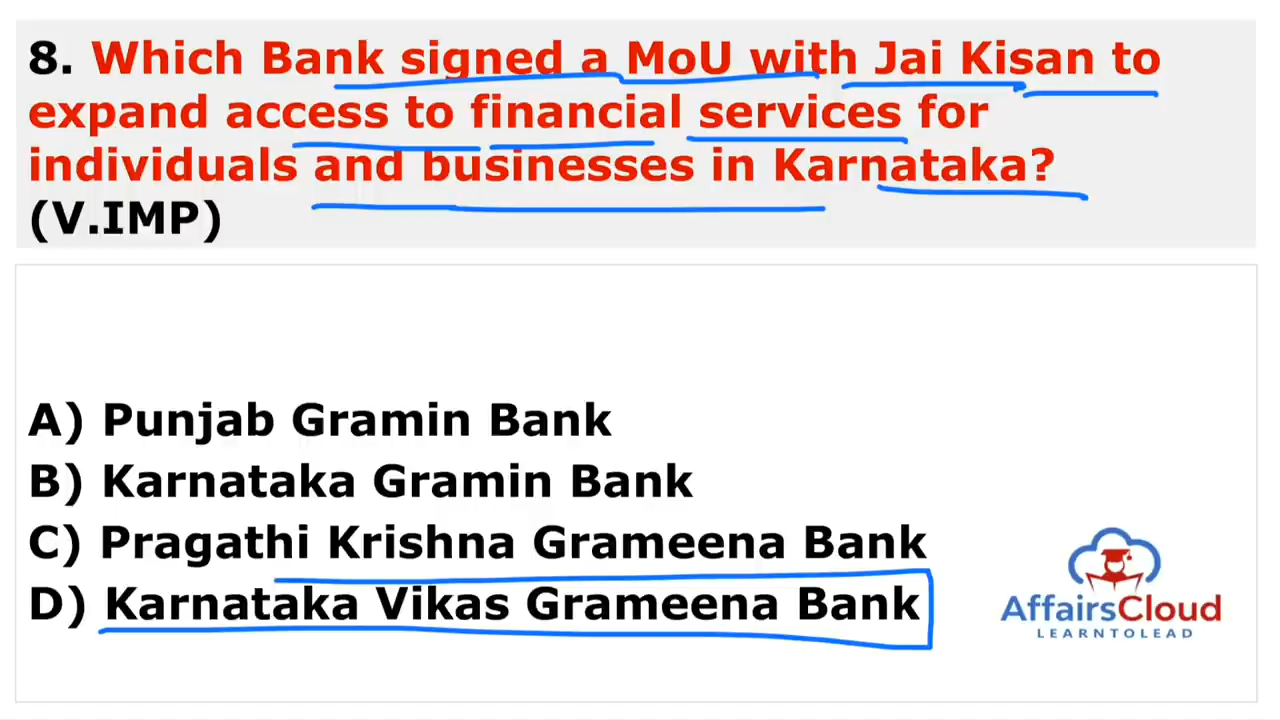 8. Which Bank signed a MoU with Jai Kisan to
expand access to financial services for
individuals and businesses in Karnataka?
(V.IMP)
A) Punjab Gramin Bank
B) Karnataka Gramin Bank
C) Pragathi Krishna Grameena Bank
D) Karnataka Vikas Grameena Bank
AffairsCloud
LEARNTOLEAD